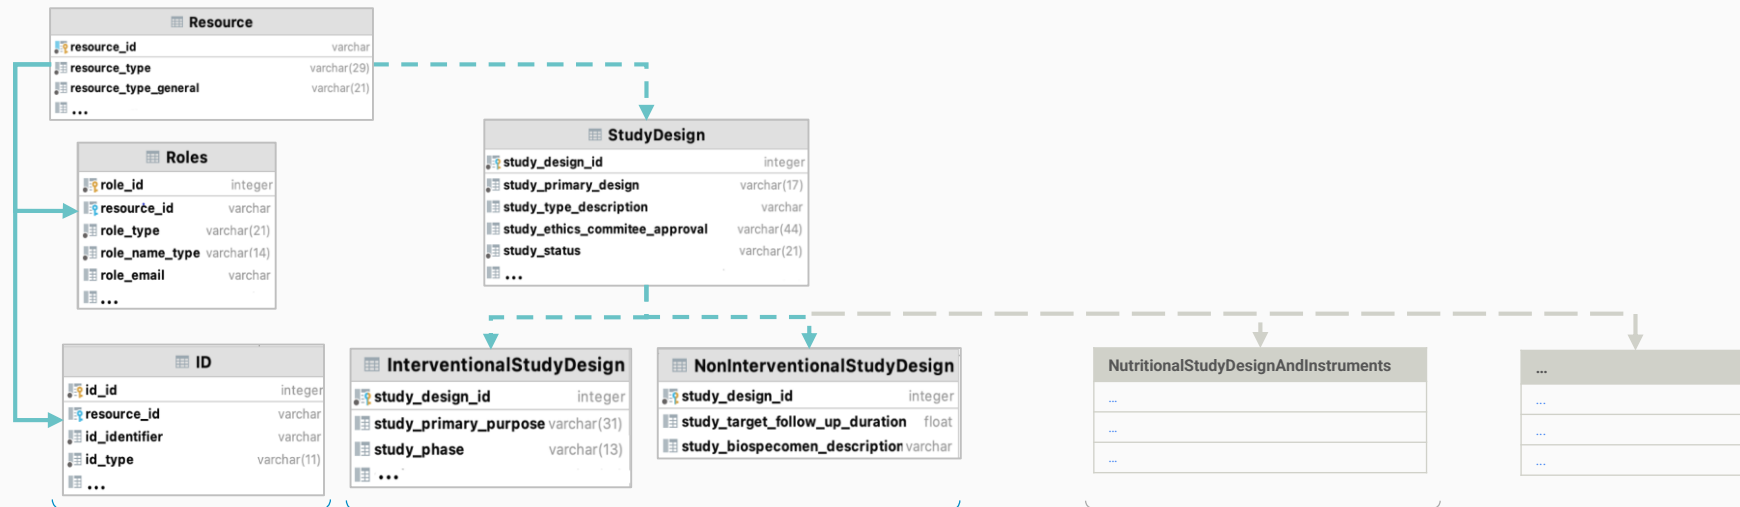 Resource
resource_id varchar
resource_type varchar(29)
resource_type_general varchar(21)
...
Roles
role_id integer
resource_id varchar
role_type varchar(21)
role_name_type varchar(14)
role_email varchar
...
ID
id_id integer
resource_id varchar
id_identifier varchar
id_type varchar(11)
...
StudyDesign
study_design_id integer
study_primary_design varchar(17)
study_type_description varchar
study_ethics_commitee_approval varchar(44)
study_status varchar(21)
...
InterventionalStudyDesign
study_design_id integer
study_primary_purpose varchar(31)
study_phase varchar(13)
...
NonInterventionalStudyDesign
study_design_id integer
study_target_follow_up_duration float
study_biospecomen_description varchar
NutritionalStudyDesignAndInstruments
...
...
...
...
...
...
...